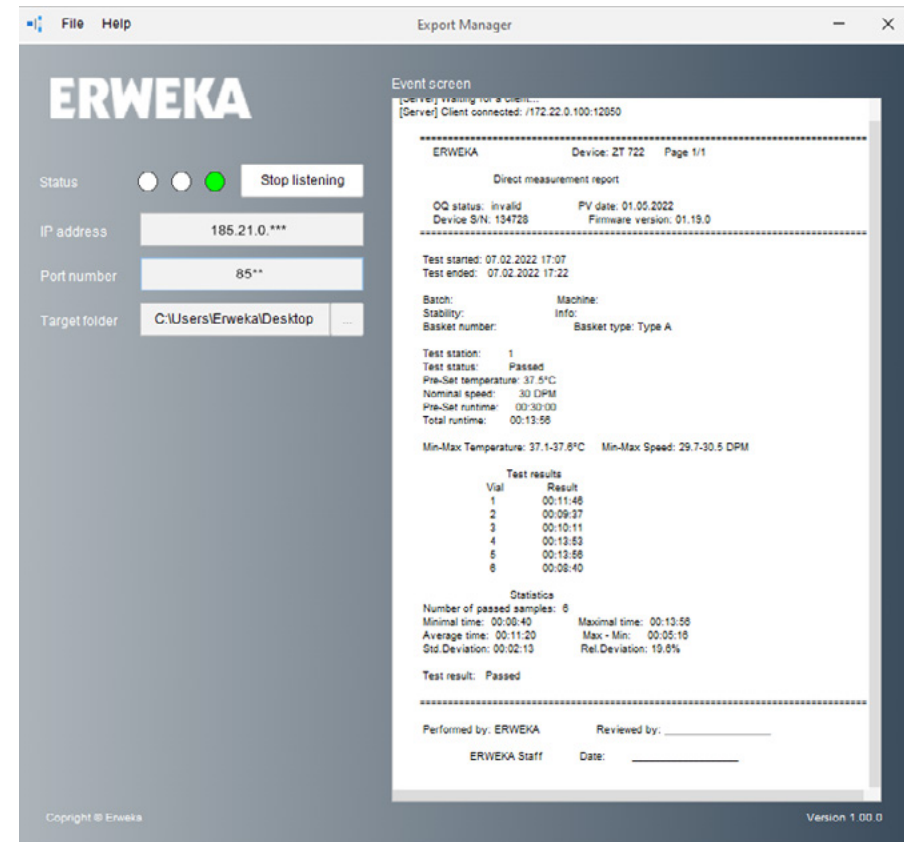 File Help Export Manager
ERWEKA
Status Stop listening
IP address 185.21.0.***
Port number 85**
Target folder C:\Users\Erweka\Desktop ...
Event screen
[Server] Waiting for a client...
[Server] Client connected: /172.22.0.100:12850
ERWEKA Device: ZT 722 Page 1/1
Direct measurement report
OQ status: invalid PV date: 01.05.2022
Device S/N: 134728 Firmware version: 01.19.0
Test started: 07.02.2022 17:07
Test ended: 07.02.2022 17:22
Batch: Machine:
Stability: Info:
Basket number: Basket type: Type A
Test station: 1
Test status: Passed
Pre-Set temperature: 37.5°C
Nominal speed: 30 DPM
Pre-Set runtime: 00:30:00
Total runtime: 00:13:56
Min-Max Temperature: 37.1-37.6°C Min-Max Speed: 29.7-30.5 DPM
Test results
Vial Result
1 00:11:46
2 00:09:37
3 00:10:11
4 00:13:53
5 00:13:56
6 00:08:40
Statistics
Number of passed samples: 6
Minimal time: 00:08:40 Maximal time: 00:13:56
Average time: 00:11:20 Max - Min: 00:05:16
Std.Deviation: 00:02:13 Rel.Deviation: 19.6%
Test result: Passed
Performed by: ERWEKA Reviewed by: ____________
ERWEKA Staff Date: ____________
Copright © Erweka Version 1.00.0